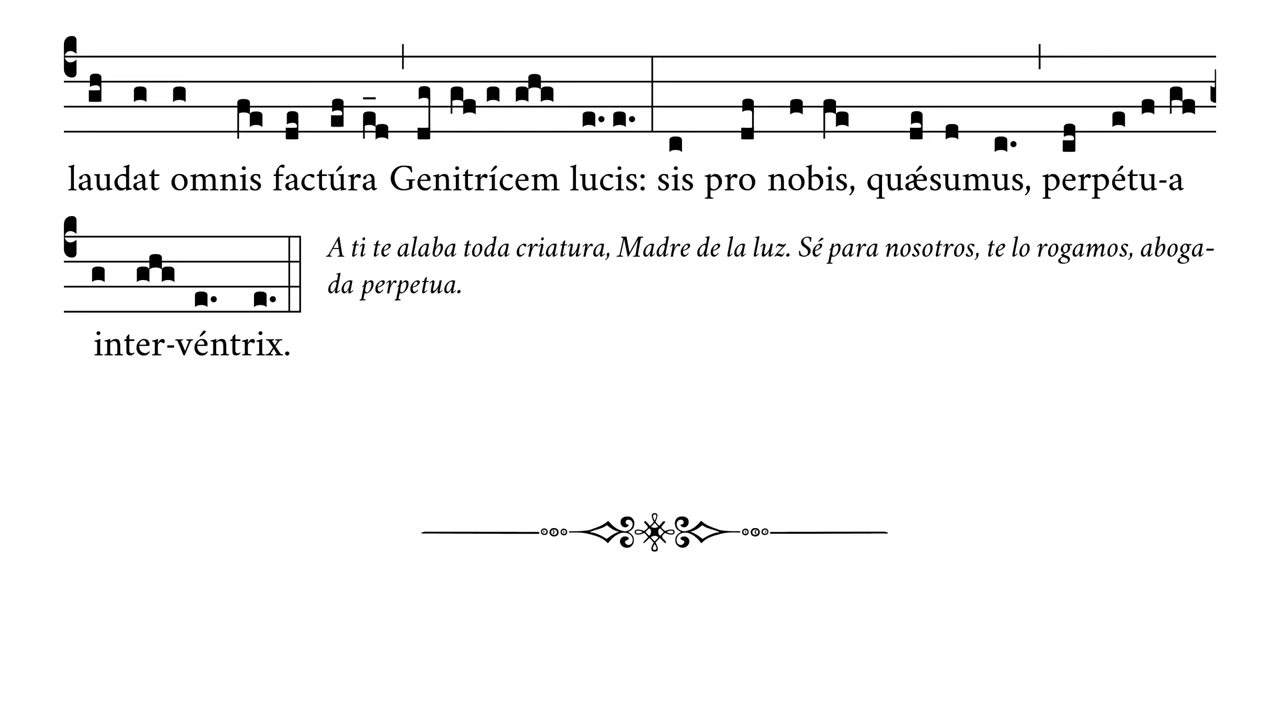 laudat omnis factúra Genitrícem lucis: sis pro nobis, quǽsumus, perpétu-a
A ti te alaba toda criatura, Madre de la luz. Sé para nosotros, te lo rogamos, aboga-
da perpetua.
inter-véntrix.